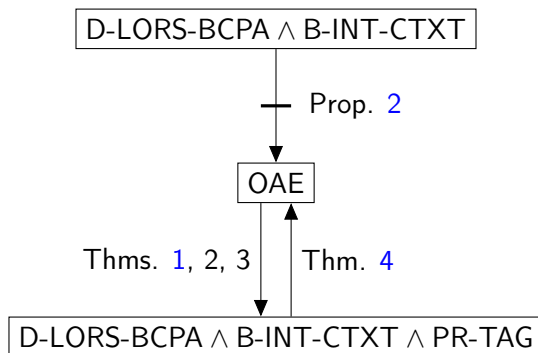 D-LORS-BCPA ∧ B-INT-CTXT
Prop. 2
OAE
Thms. 1, 2, 3
Thm. 4
D-LORS-BCPA ∧ B-INT-CTXT ∧ PR-TAG